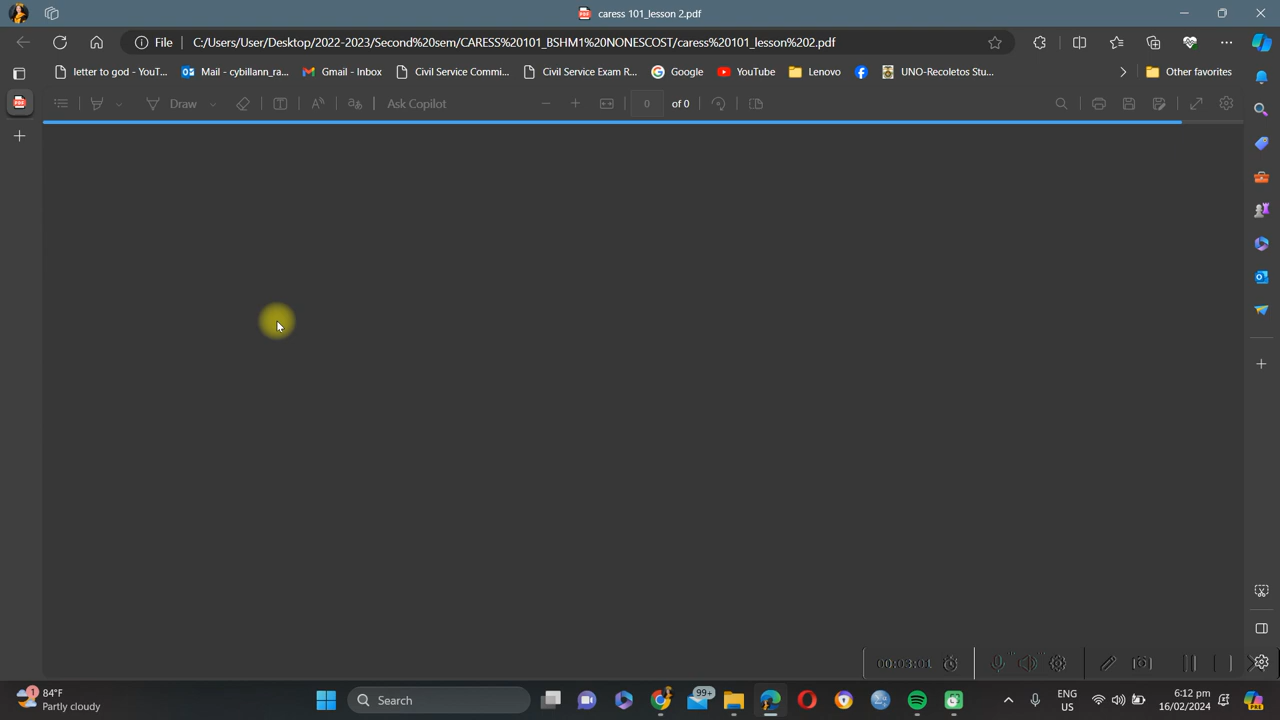 caress 101_lesson 2.pdf
File C:/Users/User/Desktop/2022-2023/Second%20sem/CARESS%20101_BSHM1%20NONESCOST/caress%20101_lesson%202.pdf
letter to god - YouT... Mail - cybillann_ra... Gmail - Inbox Civil Service Commi... Civil Service Exam R... Google YouTube Lenovo UNO-Recoletos Stu... Other favorites
Draw Ask Copilot 0 of 0
00:03:01
84°F
Partly cloudy
Search
99+
ENG
US
6:12 pm
16/02/2024